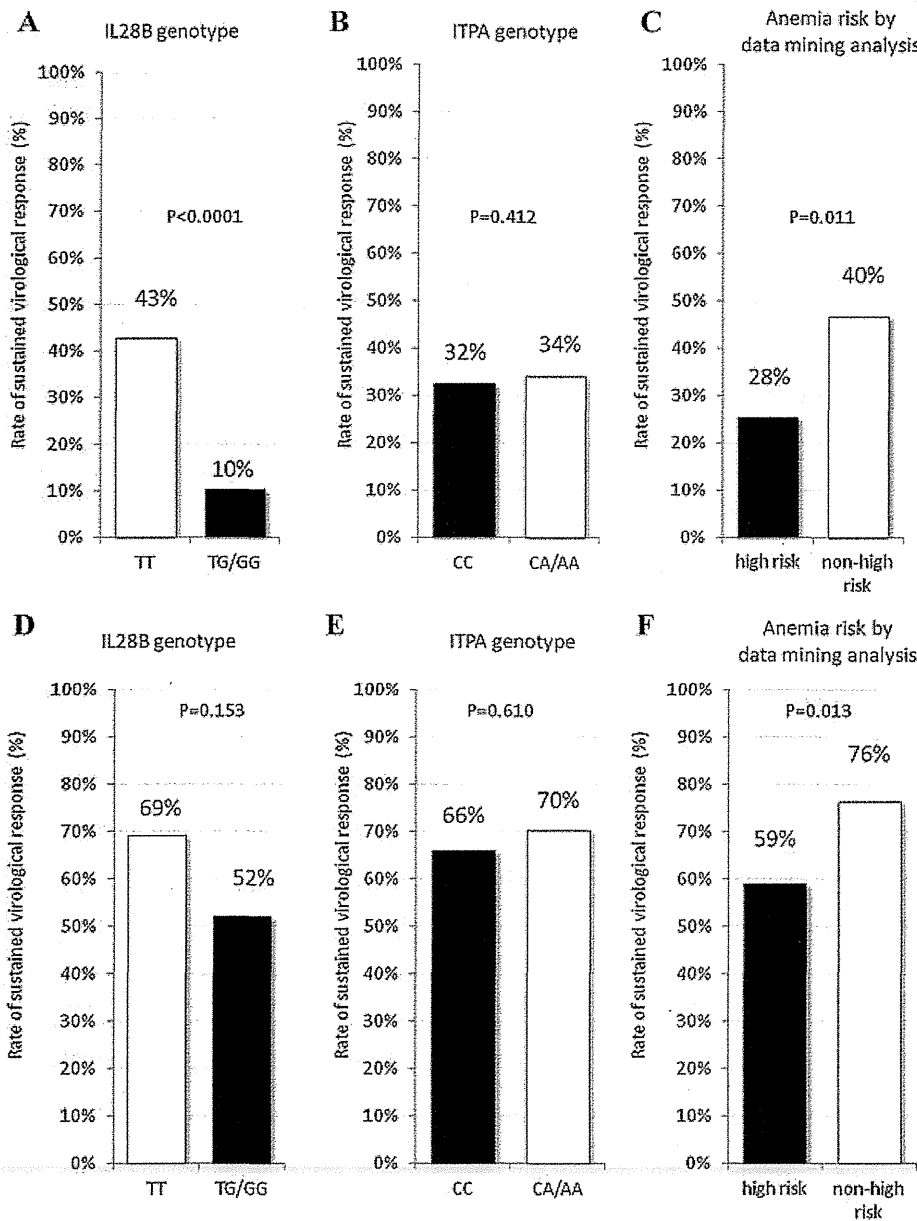 A
IL28B genotype
Rate of sustained virological response (%)
100%
90%
80%
70%
60%
50%
40%
30%
20%
10%
0%
P<0.0001
43%
10%
TT
TG/GG
B
ITPA genotype
Rate of sustained virological response (%)
100%
90%
80%
70%
60%
50%
40%
30%
20%
10%
0%
P=0.412
32%
34%
CC
CA/AA
C
Anemia risk by
data mining analysis
Rate of sustained virological response (%)
100%
90%
80%
70%
60%
50%
40%
30%
20%
10%
0%
P=0.011
28%
40%
high risk
non-high
risk
D
IL28B genotype
Rate of sustained virological response (%)
100%
90%
80%
70%
60%
50%
40%
30%
20%
10%
0%
P=0.153
69%
52%
TT
TG/GG
E
ITPA genotype
Rate of sustained virological response (%)
100%
90%
80%
70%
60%
50%
40%
30%
20%
10%
0%
P=0.610
66%
70%
CC
CA/AA
F
Anemia risk by
data mining analysis
Rate of sustained virological response (%)
100%
90%
80%
70%
60%
50%
40%
30%
20%
10%
0%
P=0.013
59%
76%
high risk
non-high
risk